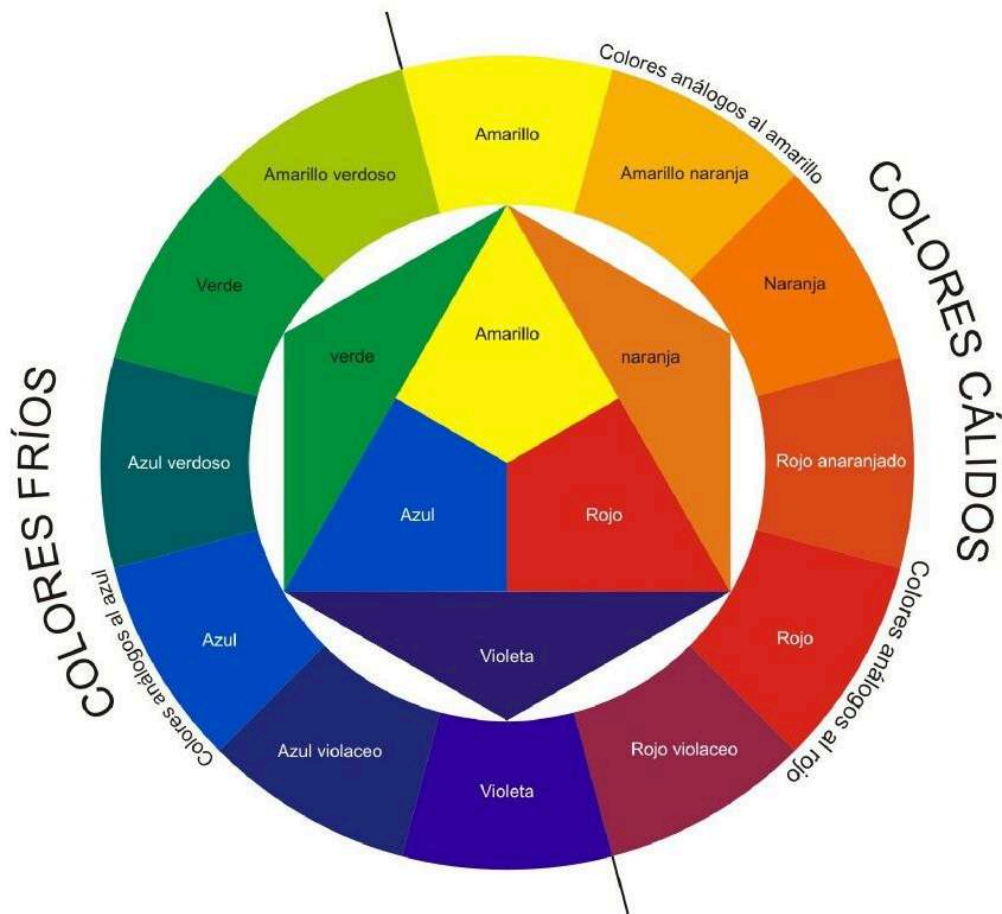 Colores análogos al amarillo
Amarillo
Amarillo verdoso
Amarillo naranja
COLORES CÁLIDOS
Verde
Naranja
Amarillo
verde
naranja
COLORES FRÍOS
Azul verdoso
Rojo anaranjado
Azul
Rojo
Colores análogos al azul
Azul
Rojo
Colores análogos al rojo
Violeta
Azul violaceo
Rojo violaceo
Violeta